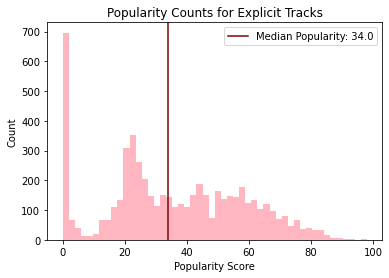 Popularity Counts for Explicit Tracks
Median Popularity: 34.0
Count
700
600
500
400
300
200
100
0
0 20 40 60 80 100
Popularity Score